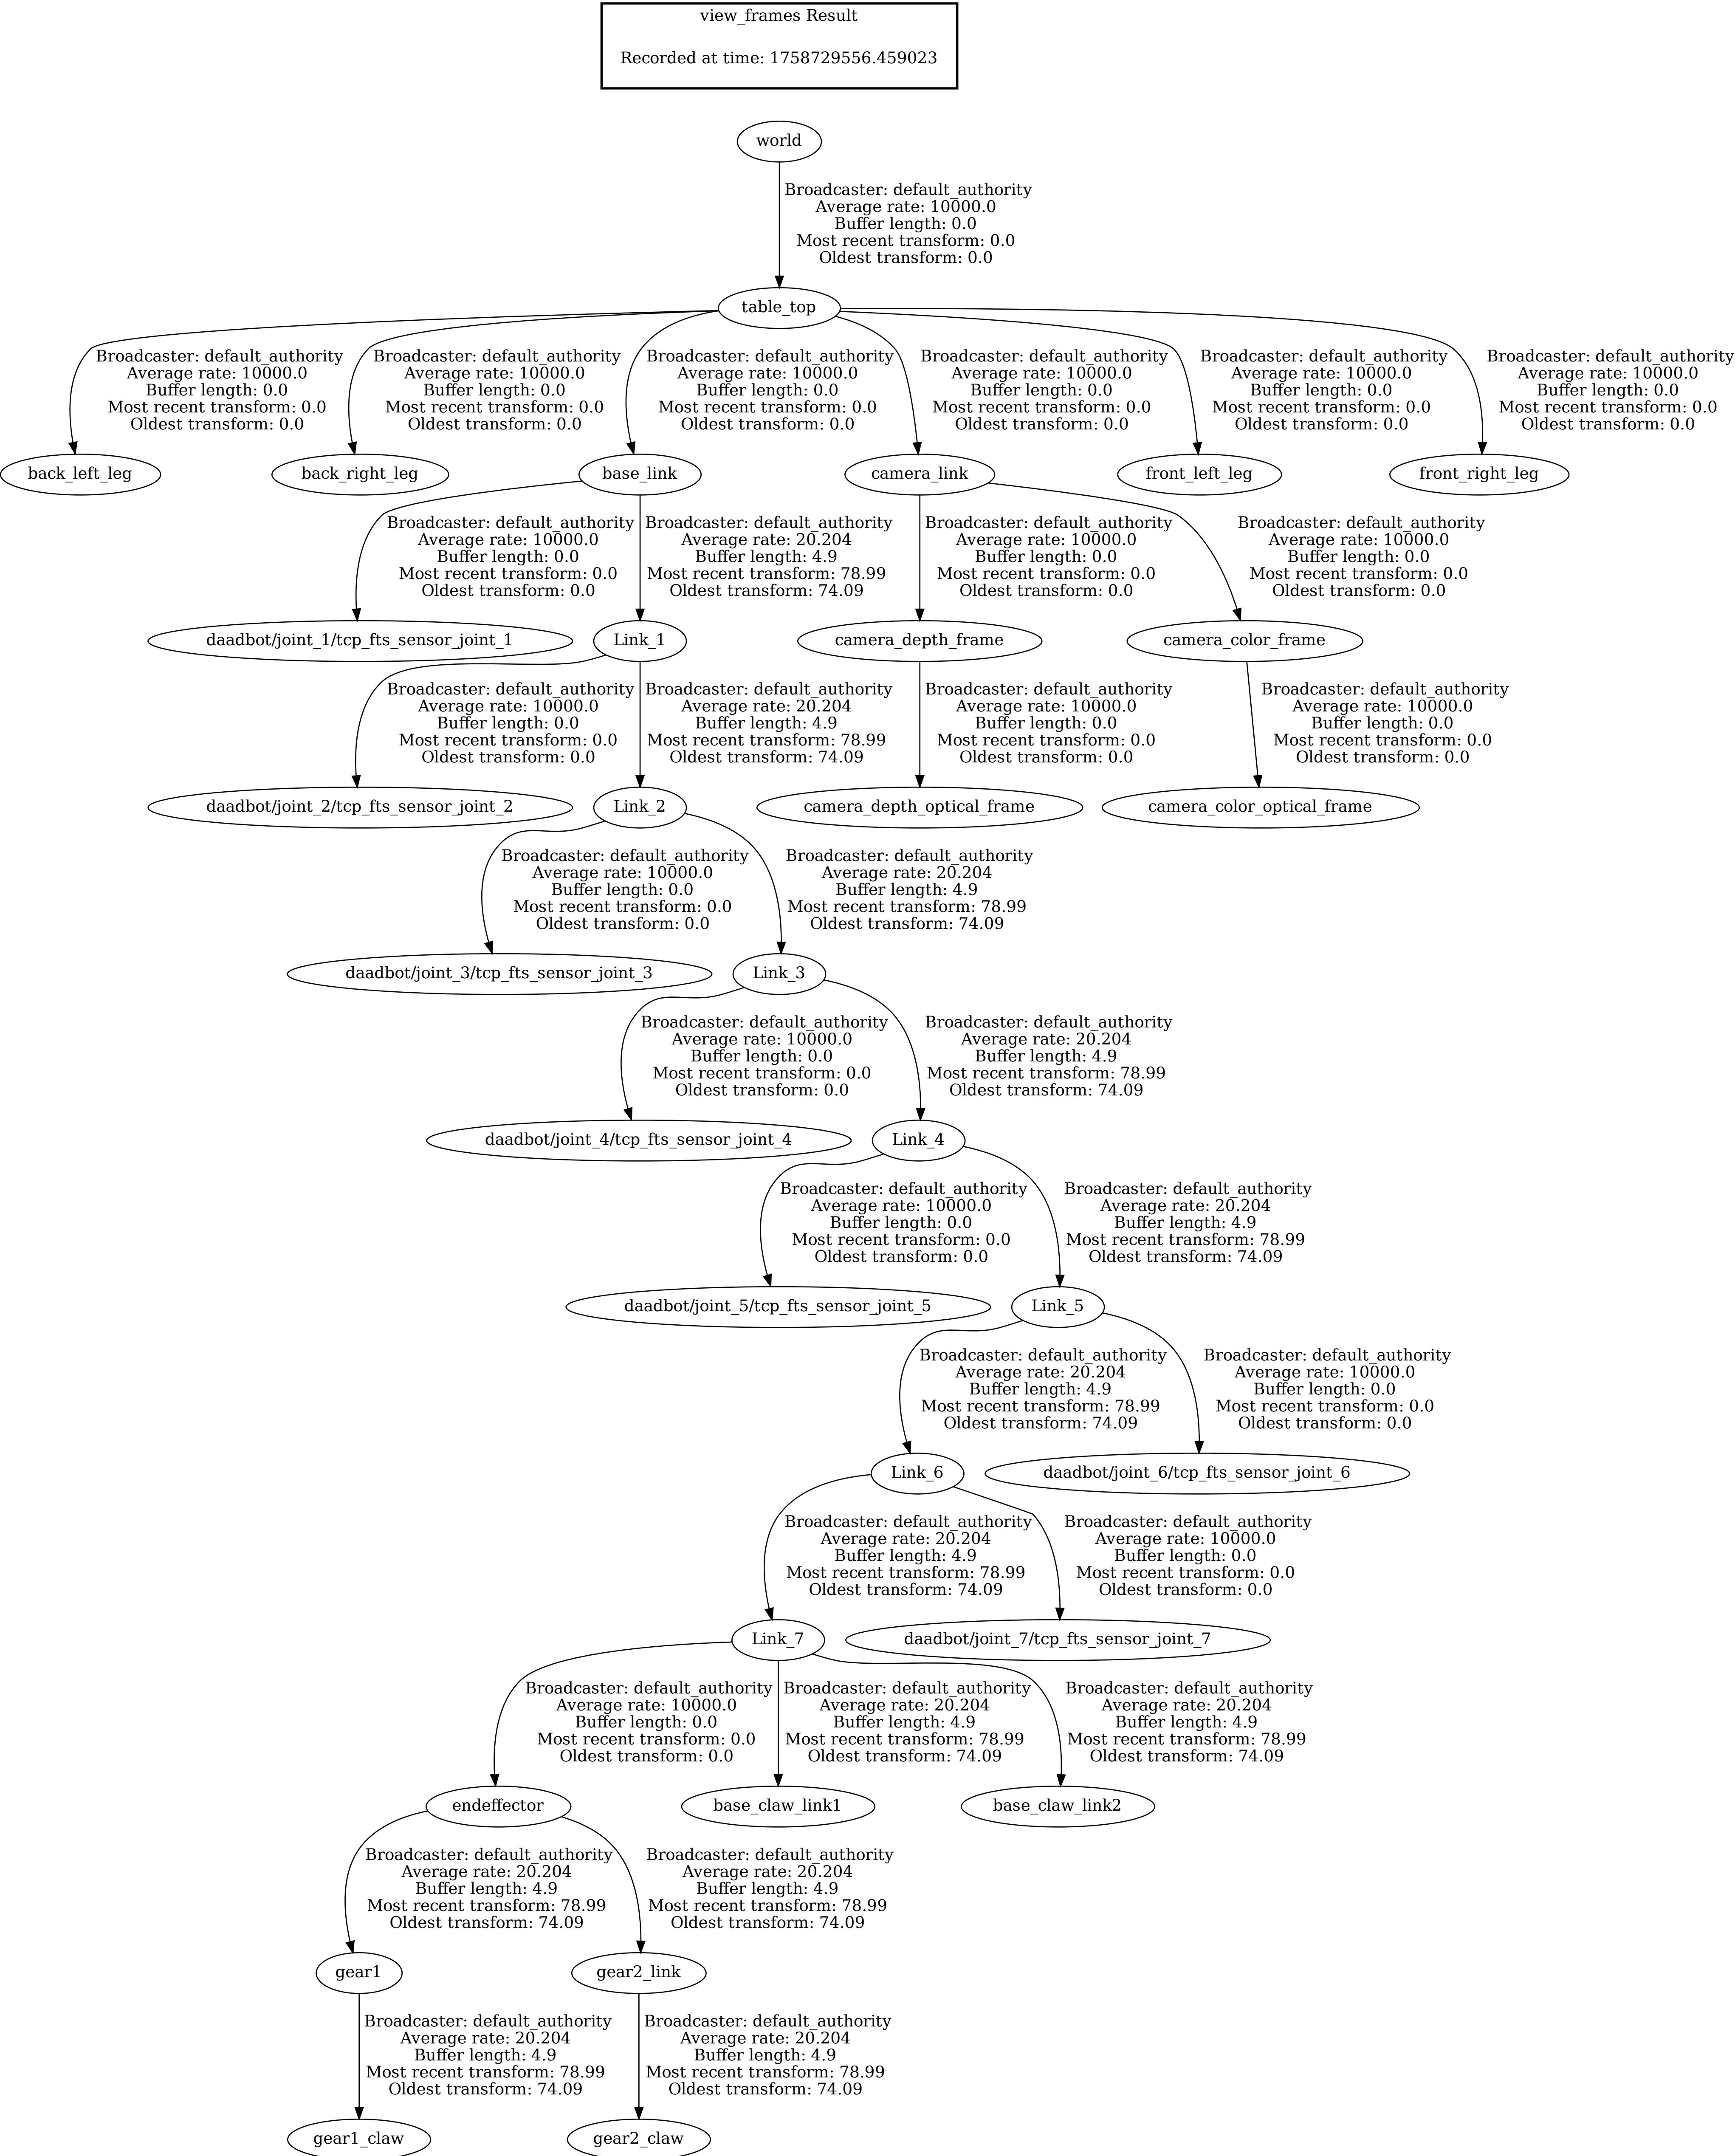 view_frames Result
Recorded at time: 1758729556.459023
world
Broadcaster: default_authority
Average rate: 10000.0
Buffer length: 0.0
Most recent transform: 0.0
Oldest transform: 0.0
table_top
Broadcaster: default_authority
Average rate: 10000.0
Buffer length: 0.0
Most recent transform: 0.0
Oldest transform: 0.0
Broadcaster: default_authority
Average rate: 10000.0
Buffer length: 0.0
Most recent transform: 0.0
Oldest transform: 0.0
Broadcaster: default_authority
Average rate: 10000.0
Buffer length: 0.0
Most recent transform: 0.0
Oldest transform: 0.0
Broadcaster: default_authority
Average rate: 10000.0
Buffer length: 0.0
Most recent transform: 0.0
Oldest transform: 0.0
Broadcaster: default_authority
Average rate: 10000.0
Buffer length: 0.0
Most recent transform: 0.0
Oldest transform: 0.0
Broadcaster: default_authority
Average rate: 10000.0
Buffer length: 0.0
Most recent transform: 0.0
Oldest transform: 0.0
back_left_leg
back_right_leg
base_link
camera_link
front_left_leg
front_right_leg
Broadcaster: default_authority
Average rate: 10000.0
Buffer length: 0.0
Most recent transform: 0.0
Oldest transform: 0.0
Broadcaster: default_authority
Average rate: 20.204
Buffer length: 4.9
Most recent transform: 78.99
Oldest transform: 74.09
Broadcaster: default_authority
Average rate: 10000.0
Buffer length: 0.0
Most recent transform: 0.0
Oldest transform: 0.0
Broadcaster: default_authority
Average rate: 10000.0
Buffer length: 0.0
Most recent transform: 0.0
Oldest transform: 0.0
daadbot/joint_1/tcp_fts_sensor_joint_1
Link_1
camera_depth_frame
camera_color_frame
Broadcaster: default_authority
Average rate: 10000.0
Buffer length: 0.0
Most recent transform: 0.0
Oldest transform: 0.0
Broadcaster: default_authority
Average rate: 20.204
Buffer length: 4.9
Most recent transform: 78.99
Oldest transform: 74.09
Broadcaster: default_authority
Average rate: 10000.0
Buffer length: 0.0
Most recent transform: 0.0
Oldest transform: 0.0
Broadcaster: default_authority
Average rate: 10000.0
Buffer length: 0.0
Most recent transform: 0.0
Oldest transform: 0.0
daadbot/joint_2/tcp_fts_sensor_joint_2
Link_2
camera_depth_optical_frame
camera_color_optical_frame
Broadcaster: default_authority
Average rate: 10000.0
Buffer length: 0.0
Most recent transform: 0.0
Oldest transform: 0.0
Broadcaster: default_authority
Average rate: 20.204
Buffer length: 4.9
Most recent transform: 78.99
Oldest transform: 74.09
daadbot/joint_3/tcp_fts_sensor_joint_3
Link_3
Broadcaster: default_authority
Average rate: 10000.0
Buffer length: 0.0
Most recent transform: 0.0
Oldest transform: 0.0
Broadcaster: default_authority
Average rate: 20.204
Buffer length: 4.9
Most recent transform: 78.99
Oldest transform: 74.09
daadbot/joint_4/tcp_fts_sensor_joint_4
Link_4
Broadcaster: default_authority
Average rate: 10000.0
Buffer length: 0.0
Most recent transform: 0.0
Oldest transform: 0.0
Broadcaster: default_authority
Average rate: 20.204
Buffer length: 4.9
Most recent transform: 78.99
Oldest transform: 74.09
daadbot/joint_5/tcp_fts_sensor_joint_5
Link_5
Broadcaster: default_authority
Average rate: 20.204
Buffer length: 4.9
Most recent transform: 78.99
Oldest transform: 74.09
Broadcaster: default_authority
Average rate: 10000.0
Buffer length: 0.0
Most recent transform: 0.0
Oldest transform: 0.0
Link_6
daadbot/joint_6/tcp_fts_sensor_joint_6
Broadcaster: default_authority
Average rate: 20.204
Buffer length: 4.9
Most recent transform: 78.99
Oldest transform: 74.09
Broadcaster: default_authority
Average rate: 10000.0
Buffer length: 0.0
Most recent transform: 0.0
Oldest transform: 0.0
Link_7
daadbot/joint_7/tcp_fts_sensor_joint_7
Broadcaster: default_authority
Average rate: 10000.0
Buffer length: 0.0
Most recent transform: 0.0
Oldest transform: 0.0
Broadcaster: default_authority
Average rate: 20.204
Buffer length: 4.9
Most recent transform: 78.99
Oldest transform: 74.09
Broadcaster: default_authority
Average rate: 20.204
Buffer length: 4.9
Most recent transform: 78.99
Oldest transform: 74.09
endeffector
base_claw_link1
base_claw_link2
Broadcaster: default_authority
Average rate: 20.204
Buffer length: 4.9
Most recent transform: 78.99
Oldest transform: 74.09
Broadcaster: default_authority
Average rate: 20.204
Buffer length: 4.9
Most recent transform: 78.99
Oldest transform: 74.09
gear1
gear2_link
Broadcaster: default_authority
Average rate: 20.204
Buffer length: 4.9
Most recent transform: 78.99
Oldest transform: 74.09
Broadcaster: default_authority
Average rate: 20.204
Buffer length: 4.9
Most recent transform: 78.99
Oldest transform: 74.09
gear1_claw
gear2_claw